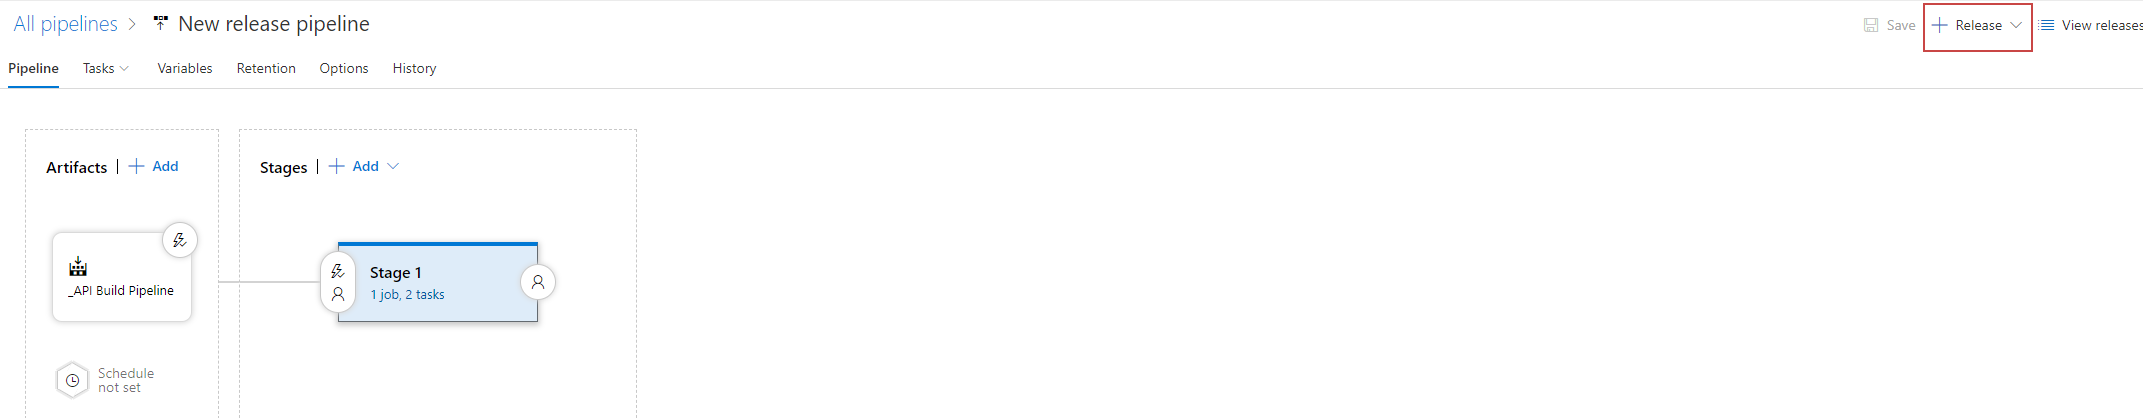 All pipelines > New release pipeline
Save + Release View releases
Pipeline Tasks Variables Retention Options History
Artifacts | + Add
Stages | + Add
_API Build Pipeline
Stage 1
1 job, 2 tasks
Schedule
not set